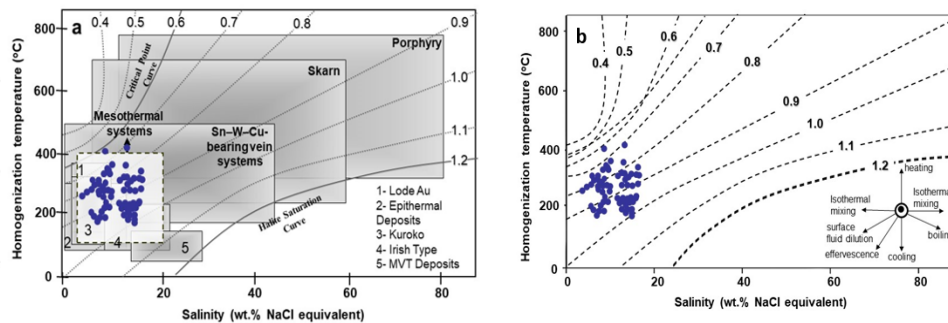 a
0.4
0.5
0.6
0.7
0.8
0.9
1.0
1.1
1.2
800
600
400
200
0
Homogenization temperature (°C)
0
20
40
60
80
Salinity (wt.% NaCl equivalent)
Porphyry
Skarn
Critical Point
Curve
Mesothermal
systems
Sn–W–Cu-
bearing vein
systems
Halite Saturation
Curve
1
2
3
4
5
1- Lode Au
2- Epithermal
Deposits
3- Kuroko
4- Irish Type
5- MVT Deposits
b
0.4
0.5
0.6
0.7
0.8
0.9
1.0
1.1
1.2
800
600
400
200
0
Homogenization temperature (°C)
0
20
40
60
80
Salinity (wt.% NaCl equivalent)
heating
Isothermal
mixing
Isothermal
mixing
surface
fluid dilution
effervescence
cooling